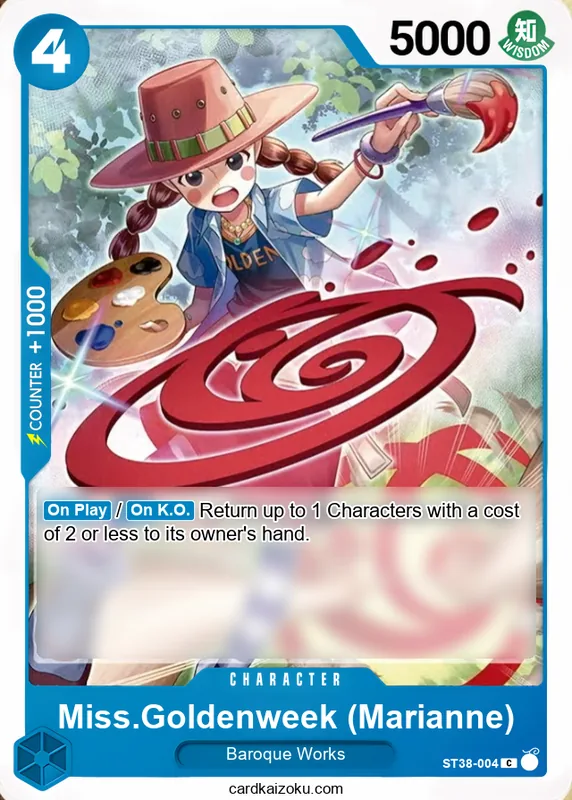 4
5000
知
WISDOM
GOLDEN
COUNTER +1000
On Play / On K.O. Return up to 1 Characters with a cost
of 2 or less to its owner's hand.
CHARACTER
Miss.Goldenweek (Marianne)
Baroque Works
ST38-004 C
cardkaizoku.com